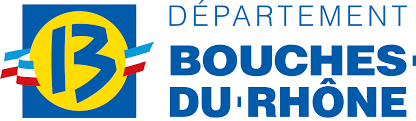 13
DÉPARTEMENT
BOUCHES-
DU-RHÔNE